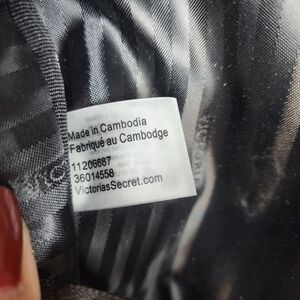 Made in Cambodia
Fabriqué au Cambodge
11206687
36014558
VictoriasSecret.com